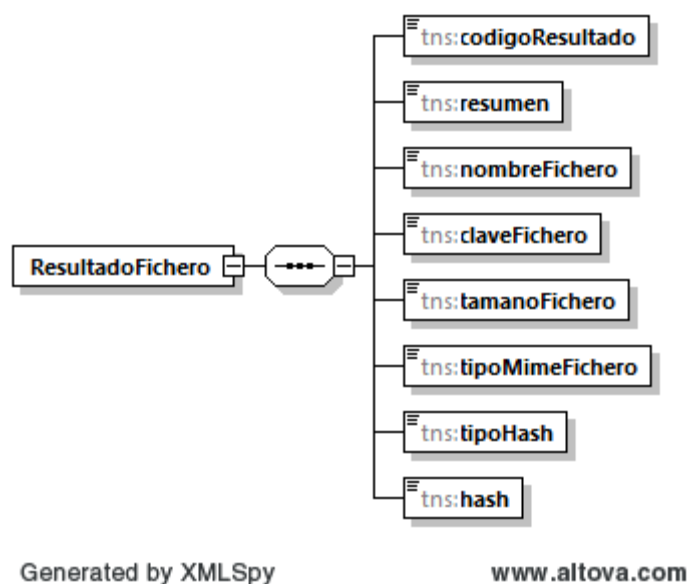 tns:codigoResultado
tns:resumen
tns:nombreFichero
tns:claveFichero
ResultadoFichero
tns:tamanoFichero
tns:tipoMimeFichero
tns:tipoHash
tns:hash
Generated by XMLSpy
www.altova.com